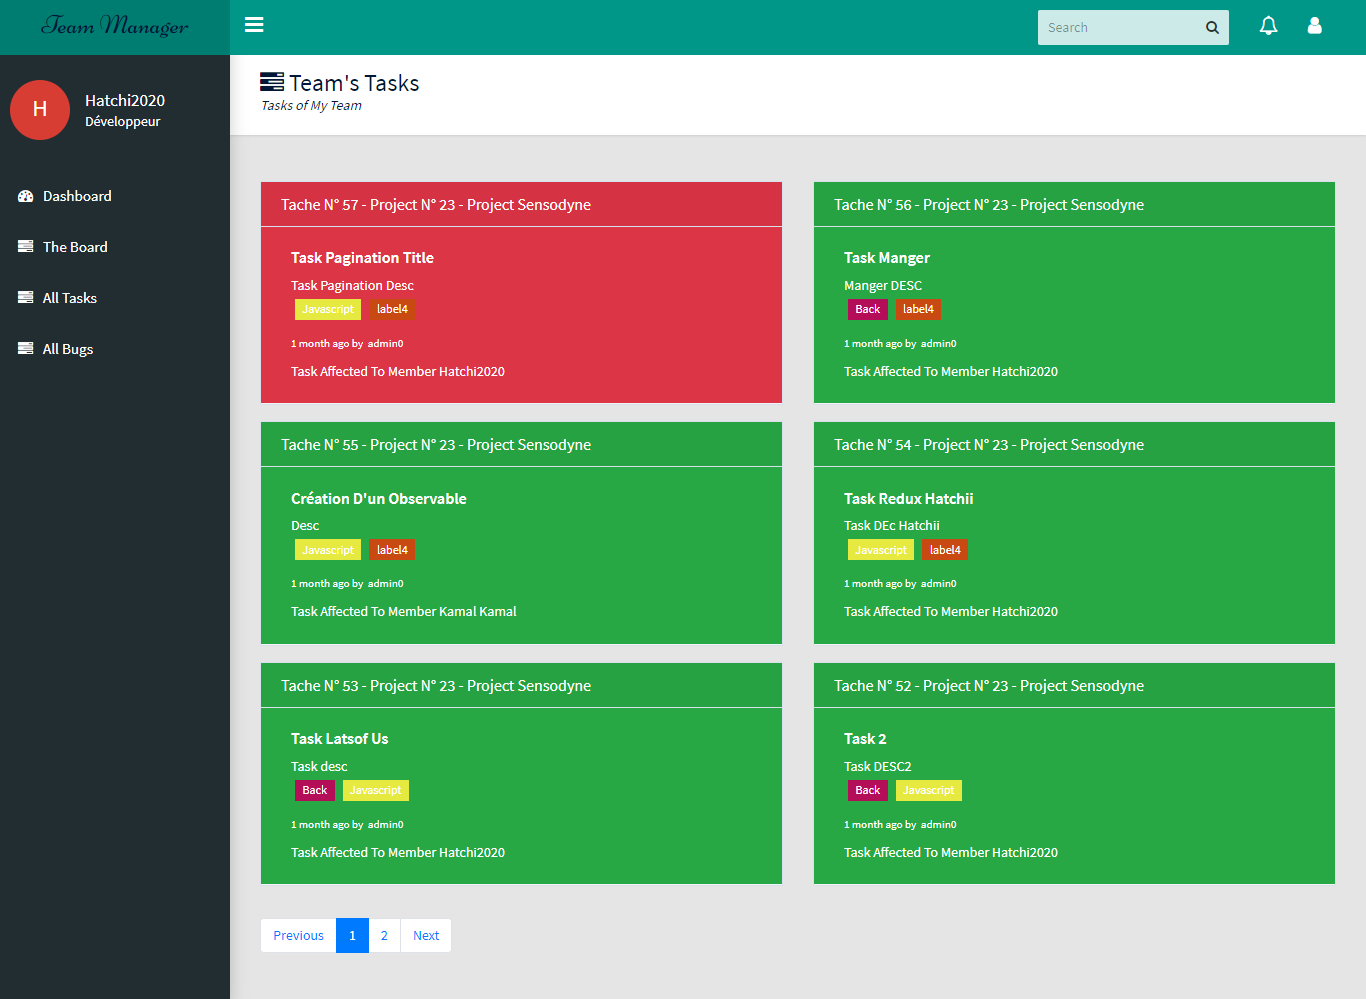 Team Manager
Search
H
Hatchi2020
Développeur
Dashboard
The Board
All Tasks
All Bugs
Team's Tasks
Tasks of My Team
Tache N° 57 - Project N° 23 - Project Sensodyne
Task Pagination Title
Task Pagination Desc
Javascript label4
1 month ago by admin0
Task Affected To Member Hatchi2020
Tache N° 56 - Project N° 23 - Project Sensodyne
Task Manger
Manger DESC
Back label4
1 month ago by admin0
Task Affected To Member Hatchi2020
Tache N° 55 - Project N° 23 - Project Sensodyne
Création D'un Observable
Desc
Javascript label4
1 month ago by admin0
Task Affected To Member Kamal Kamal
Tache N° 54 - Project N° 23 - Project Sensodyne
Task Redux Hatchii
Task DEc Hatchii
Javascript label4
1 month ago by admin0
Task Affected To Member Hatchi2020
Tache N° 53 - Project N° 23 - Project Sensodyne
Task Latsof Us
Task desc
Back Javascript
1 month ago by admin0
Task Affected To Member Hatchi2020
Tache N° 52 - Project N° 23 - Project Sensodyne
Task 2
Task DESC2
Back Javascript
1 month ago by admin0
Task Affected To Member Hatchi2020
Previous 1 2 Next